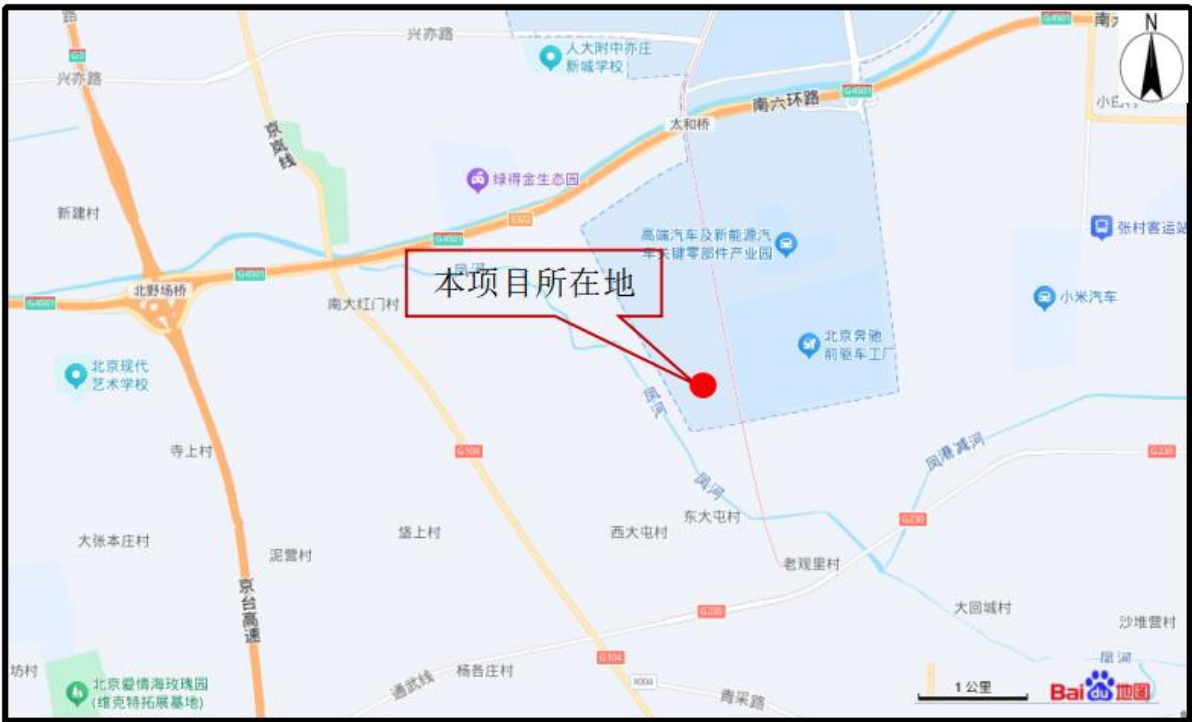 路
兴亦路
G4501
南六
N
G3
人大附中亦庄
新城学校
兴亦路
南六环路
G4501
G4501
京岚线
太和桥
绿得金生态园
新建村
S322
高端汽车及新能源汽
车关键零部件产业园
张村客运站
G4501
G4501
凤河
本项目所在地
北野场桥
南大红门村
小米汽车
G4501
北京奔驰
前驱车工厂
北京现代
艺术学校
凤河
寺上村
G104
凤港减河
G230
凤河
东大屯村
G230
大张本庄村
泥营村
垡上村
西大屯村
老观里村
京台高速
大回城村
沙堆营村
G230
坊村
杨各庄村
G104
凤河
北京爱情海玫瑰园
(维克特拓展基地)
通武线
X004
青采路
1公里
Bai du 地图